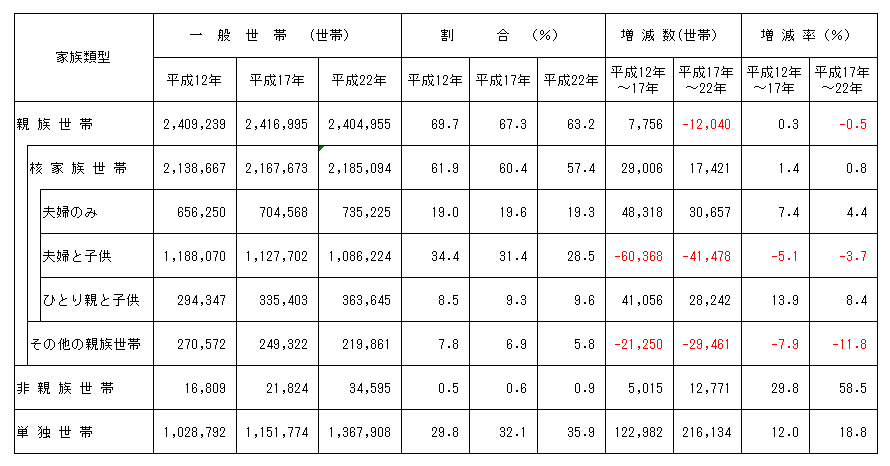 家族類型 一 般 世 帯 (世帯) 割 合 (%) 増 減 数(世帯) 増 減 率(%)
平成12年 平成17年 平成22年 平成12年 平成17年 平成22年 平成12年～17年 平成17年～22年 平成12年～17年 平成17年～22年
親 族 世 帯 2,409,239 2,416,995 2,404,955 69.7 67.3 63.2 7,756 -12,040 0.3 -0.5
核 家 族 世 帯 2,138,667 2,167,673 2,185,094 61.9 60.4 57.4 29,006 17,421 1.4 0.8
夫婦のみ 656,250 704,568 735,225 19.0 19.6 19.3 48,318 30,657 7.4 4.4
夫婦と子供 1,188,070 1,127,702 1,086,224 34.4 31.4 28.5 -60,368 -41,478 -5.1 -3.7
ひとり親と子供 294,347 335,403 363,645 8.5 9.3 9.6 41,056 28,242 13.9 8.4
その他の親族世帯 270,572 249,322 219,861 7.8 6.9 5.8 -21,250 -29,461 -7.9 -11.8
非 親 族 世 帯 16,809 21,824 34,595 0.5 0.6 0.9 5,015 12,771 29.8 58.5
単 独 世 帯 1,028,792 1,151,774 1,367,908 29.8 32.1 35.9 122,982 216,134 12.0 18.8